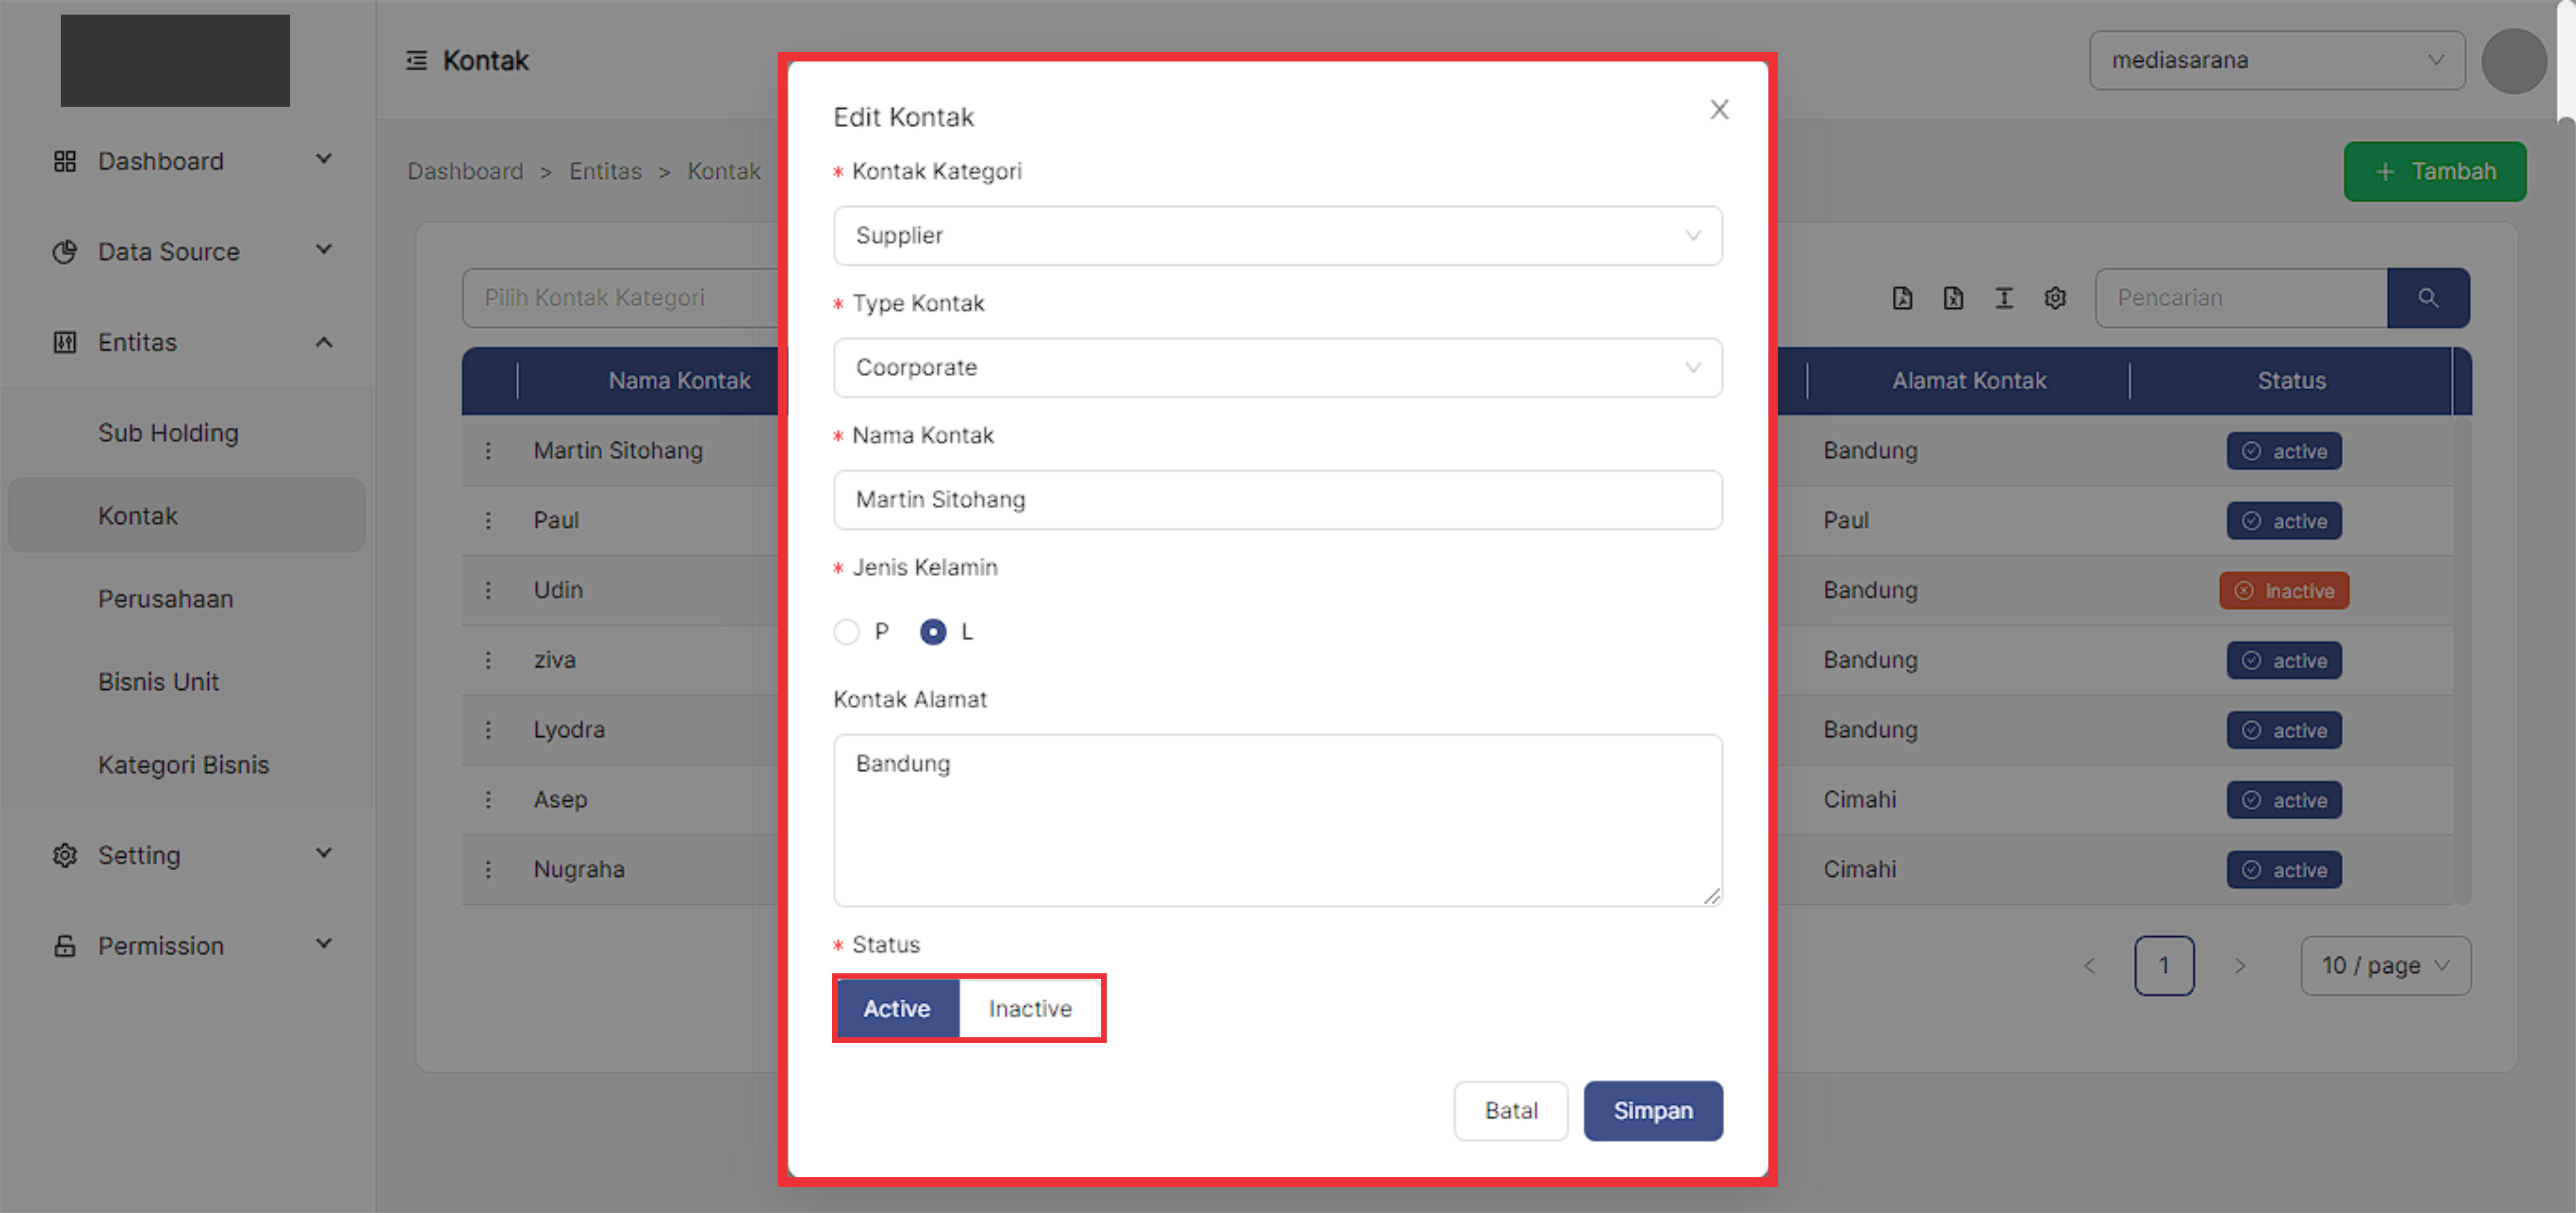 Kontak
mediasarana
Dashboard
Data Source
Entitas
Sub Holding
Kontak
Perusahaan
Bisnis Unit
Kategori Bisnis
Setting
Permission
Dashboard > Entitas > Kontak
+ Tambah
Pilih Kontak Kategori
Pencarian
Nama Kontak
Alamat Kontak
Status
Martin Sitohang
Bandung
active
Paul
Paul
active
Udin
Bandung
inactive
ziva
Bandung
active
Lyodra
Bandung
active
Asep
Cimahi
active
Nugraha
Cimahi
active
< 1 >
10 / page
Edit Kontak
* Kontak Kategori
Supplier
* Type Kontak
Coorporate
* Nama Kontak
Martin Sitohang
* Jenis Kelamin
P L
Kontak Alamat
Bandung
* Status
Active Inactive
Batal Simpan